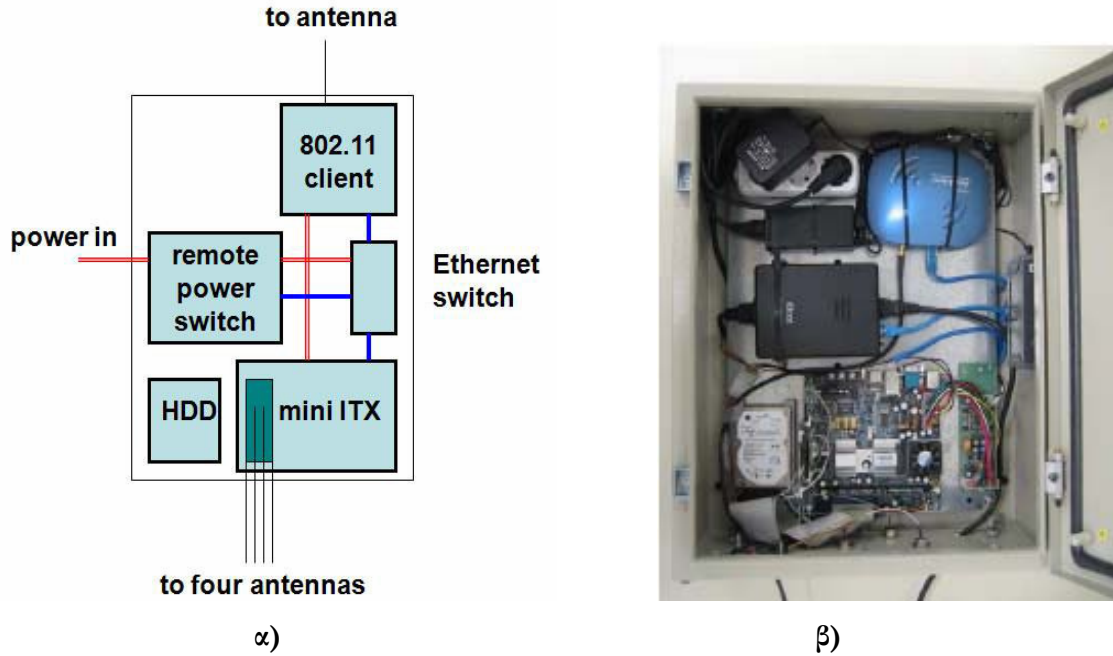 to antenna
802.11
client
power in
remote
power
switch
Ethernet
switch
HDD
mini ITX
to four antennas
α)
β)